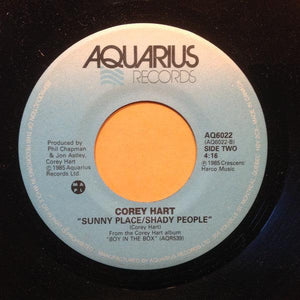 AQUARIUS
RECORDS
Produced by
Phil Chapman
& Jon Astley,
Corey Hart
℗1985 Aquarius
Records Ltd
MAPL
AQ6022
(AQ6022-B)
SIDE TWO
4:16
©1985 Crescent
Harco Music
COREY HART
"SUNNY PLACE/SHADY PEOPLE"
(Corey Hart)
From the Corey Hart album
"BOY IN THE BOX" (AQR539)